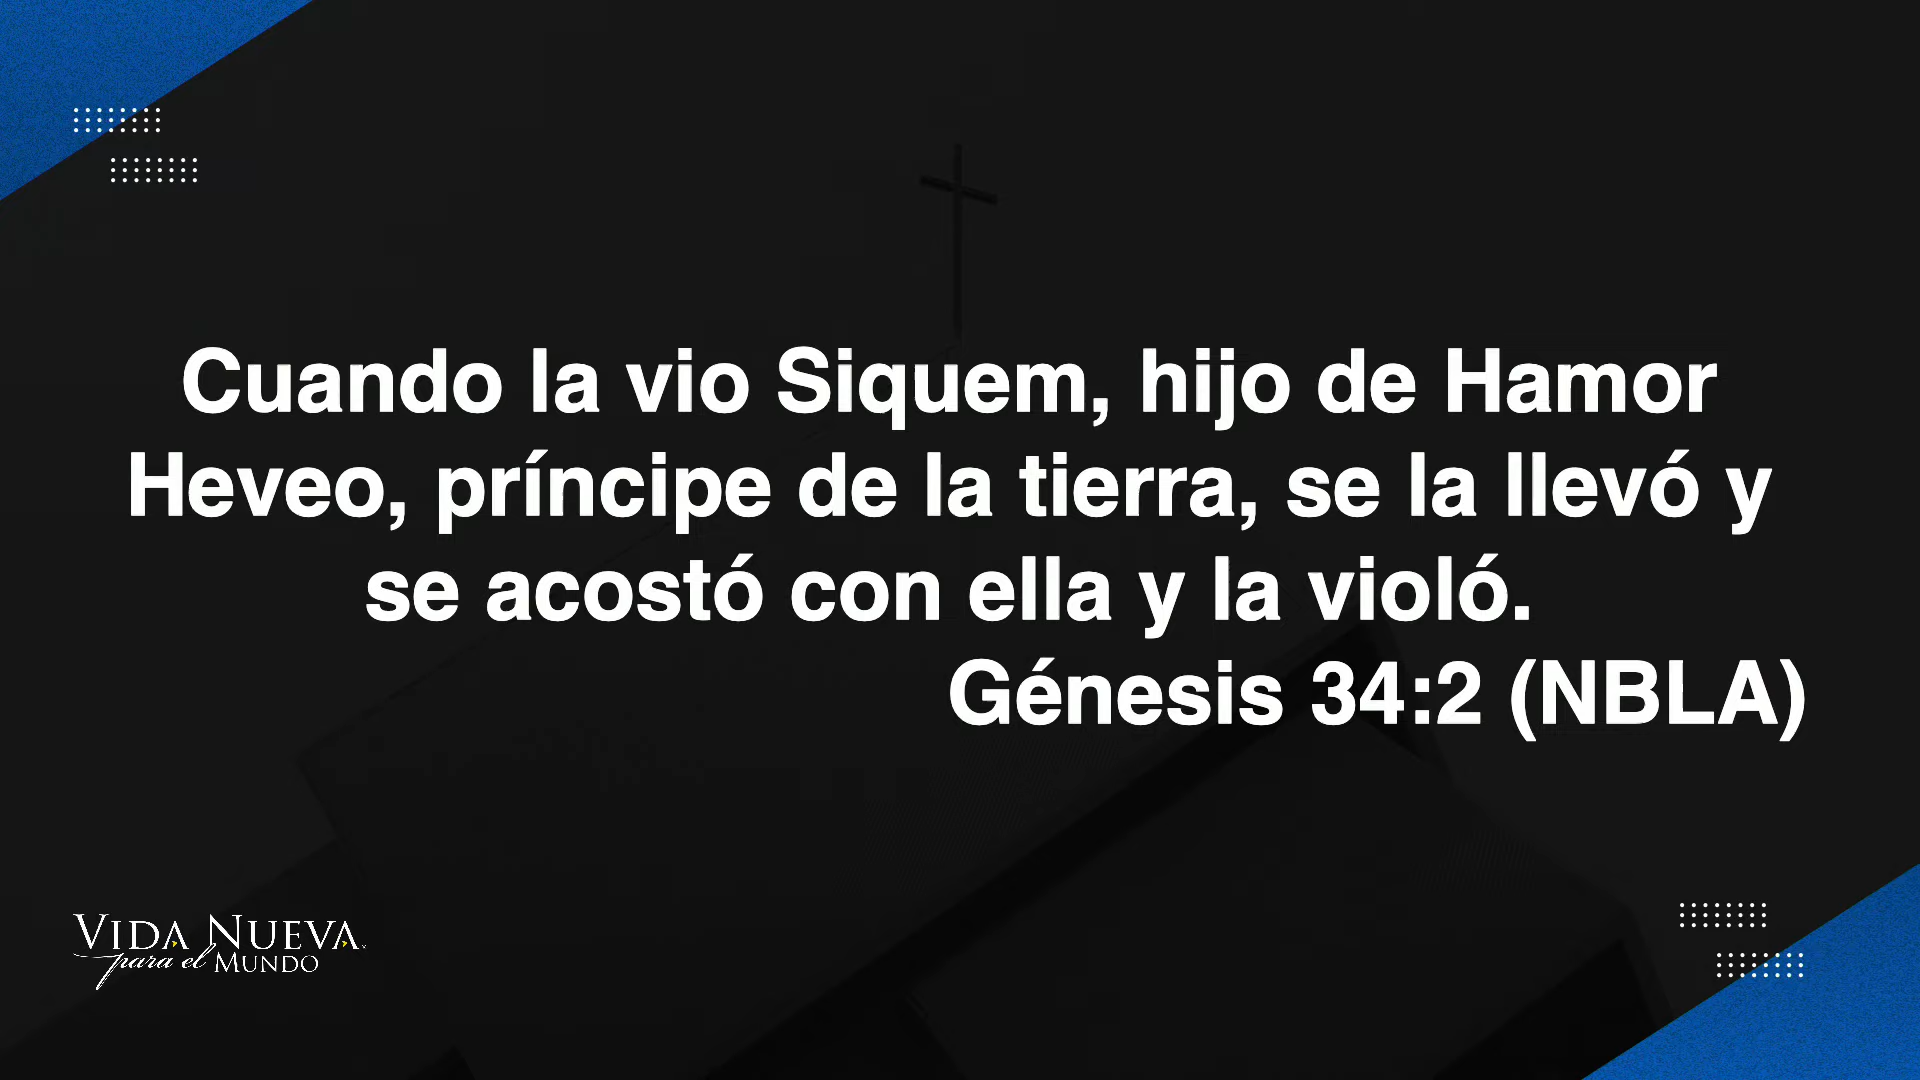 Cuando la vio Siquem, hijo de Hamor
Heveo, príncipe de la tierra, se la llevó y
se acostó con ella y la violó.
Génesis 34:2 (NBLA)
VIDA NUEVA
para el MUNDO